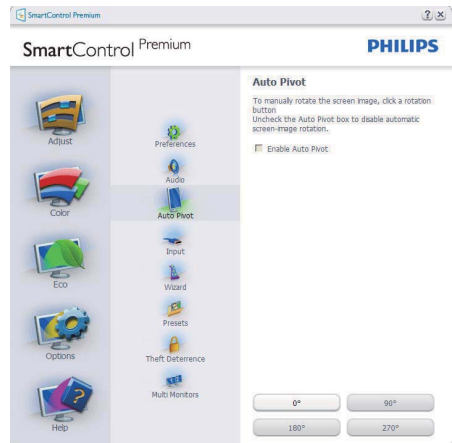 SmartControl Premium
? ×
SmartControl Premium
PHILIPS
Adjust
Color
Eco
Options
Help
Preferences
Audio
Auto Pivot
Input
Wizard
Presets
Theft Deterrence
Multi Monitors
Auto Pivot
To manually rotate the screen image, click a rotation
button
Uncheck the Auto Pivot box to disable automatic
screen-image rotation.
Enable Auto Pivot
0° 90°
180° 270°